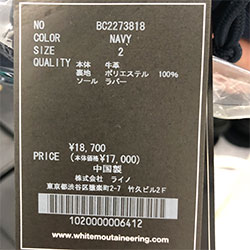 NO BC2273818
COLOR NAVY
SIZE 2
QUALITY 本体 牛革
裏地 ポリエステル 100%
ソール ラバー
¥18,700
PRICE (本体価格¥17,000)
中国製
株式会社 ライノ
東京都渋谷区猿楽町2-7 竹久ビル2F
1020000006412
www.whitemoutaineering.com